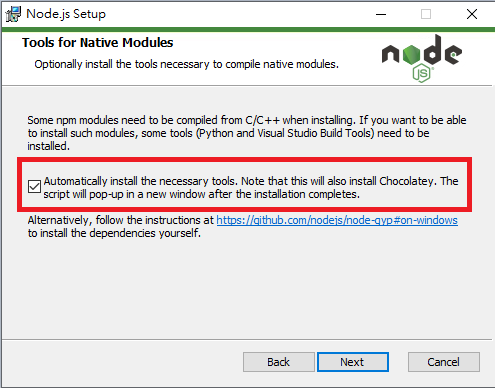 Node.js Setup
Tools for Native Modules
Optionally install the tools necessary to compile native modules.
node
JS
Some npm modules need to be compiled from C/C++ when installing. If you want to be able
to install such modules, some tools (Python and Visual Studio Build Tools) need to be
installed.
Automatically install the necessary tools. Note that this will also install Chocolatey. The
script will pop-up in a new window after the installation completes.
Alternatively, follow the instructions at https://github.com/nodejs/node-gyp#on-windows
to install the dependencies yourself.
Back Next Cancel